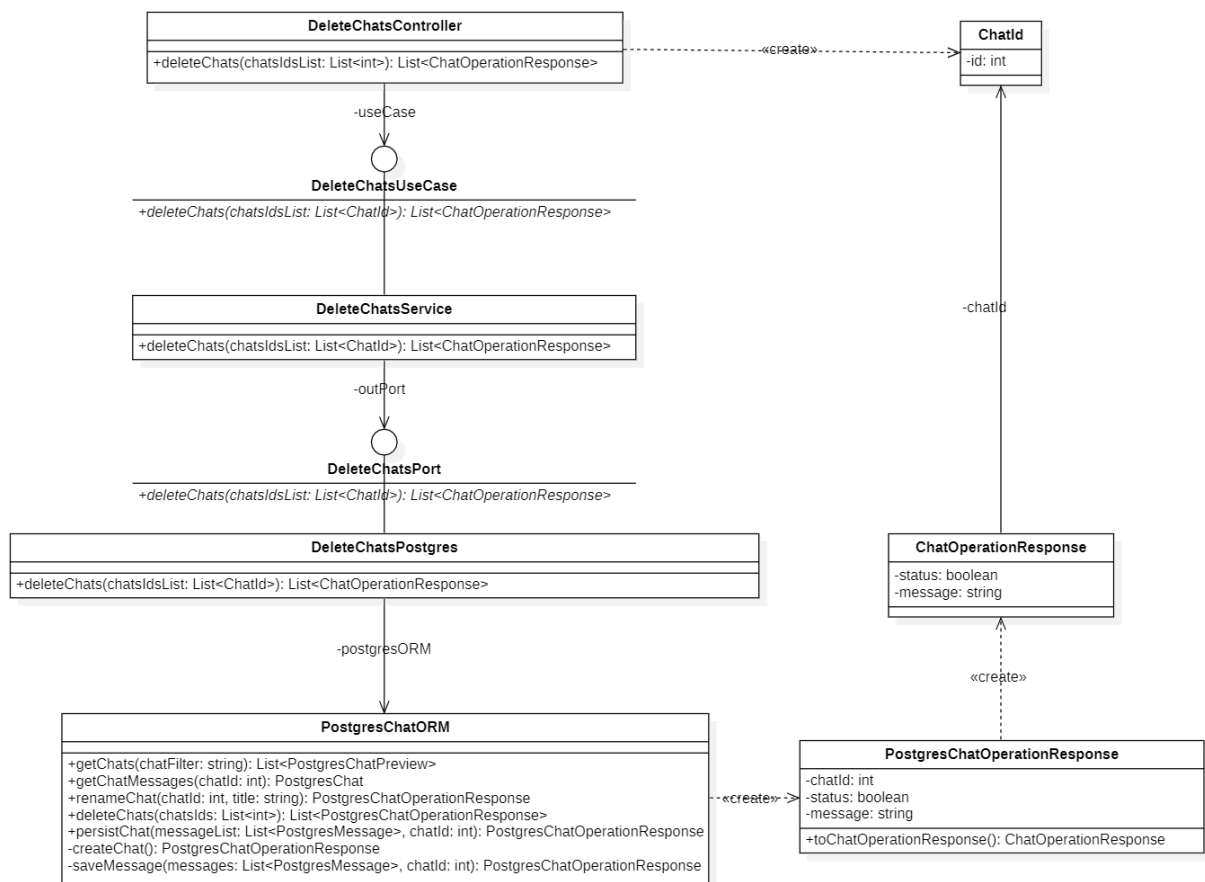 DeleteChatsController
+deleteChats(chatsIdsList: List<int>): List<ChatOperationResponse>
«create»
ChatId
-id: int
-useCase
DeleteChatsUseCase
+deleteChats(chatsIdsList: List<ChatId>): List<ChatOperationResponse>
DeleteChatsService
+deleteChats(chatsIdsList: List<ChatId>): List<ChatOperationResponse>
-chatId
-outPort
DeleteChatsPort
+deleteChats(chatsIdsList: List<ChatId>): List<ChatOperationResponse>
DeleteChatsPostgres
+deleteChats(chatsIdsList: List<ChatId>): List<ChatOperationResponse>
ChatOperationResponse
-status: boolean
-message: string
-postgresORM
«create»
PostgresChatORM
+getChats(chatFilter: string): List<PostgresChatPreview>
+getChatMessages(chatId: int): PostgresChat
+renameChat(chatId: int, title: string): PostgresChatOperationResponse
+deleteChats(chatsIds: List<int>): List<PostgresChatOperationResponse>
+persistChat(messageList: List<PostgresMessage>, chatId: int): PostgresChatOperationResponse
-createChat(): PostgresChatOperationResponse
-saveMessage(messages: List<PostgresMessage>, chatId: int): PostgresChatOperationResponse
«create»
PostgresChatOperationResponse
-chatId: int
-status: boolean
-message: string
+toChatOperationResponse(): ChatOperationResponse